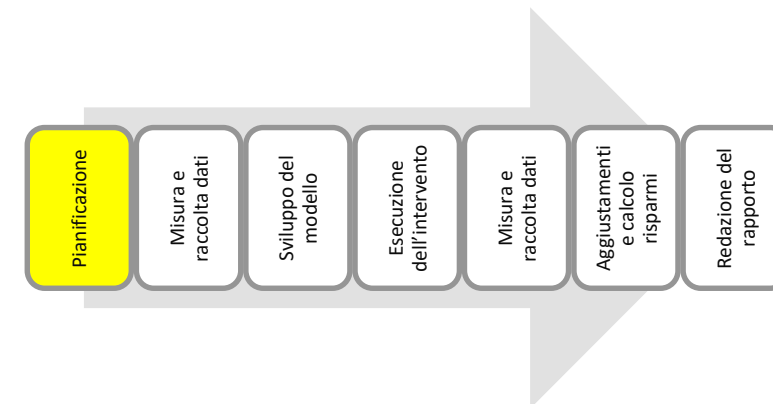 Pianificazione
Misura e
raccolta dati
Sviluppo del
modello
Esecuzione
dell’intervento
Misura e
raccolta dati
Aggiustamenti
e calcolo
risparmi
Redazione del
rapporto